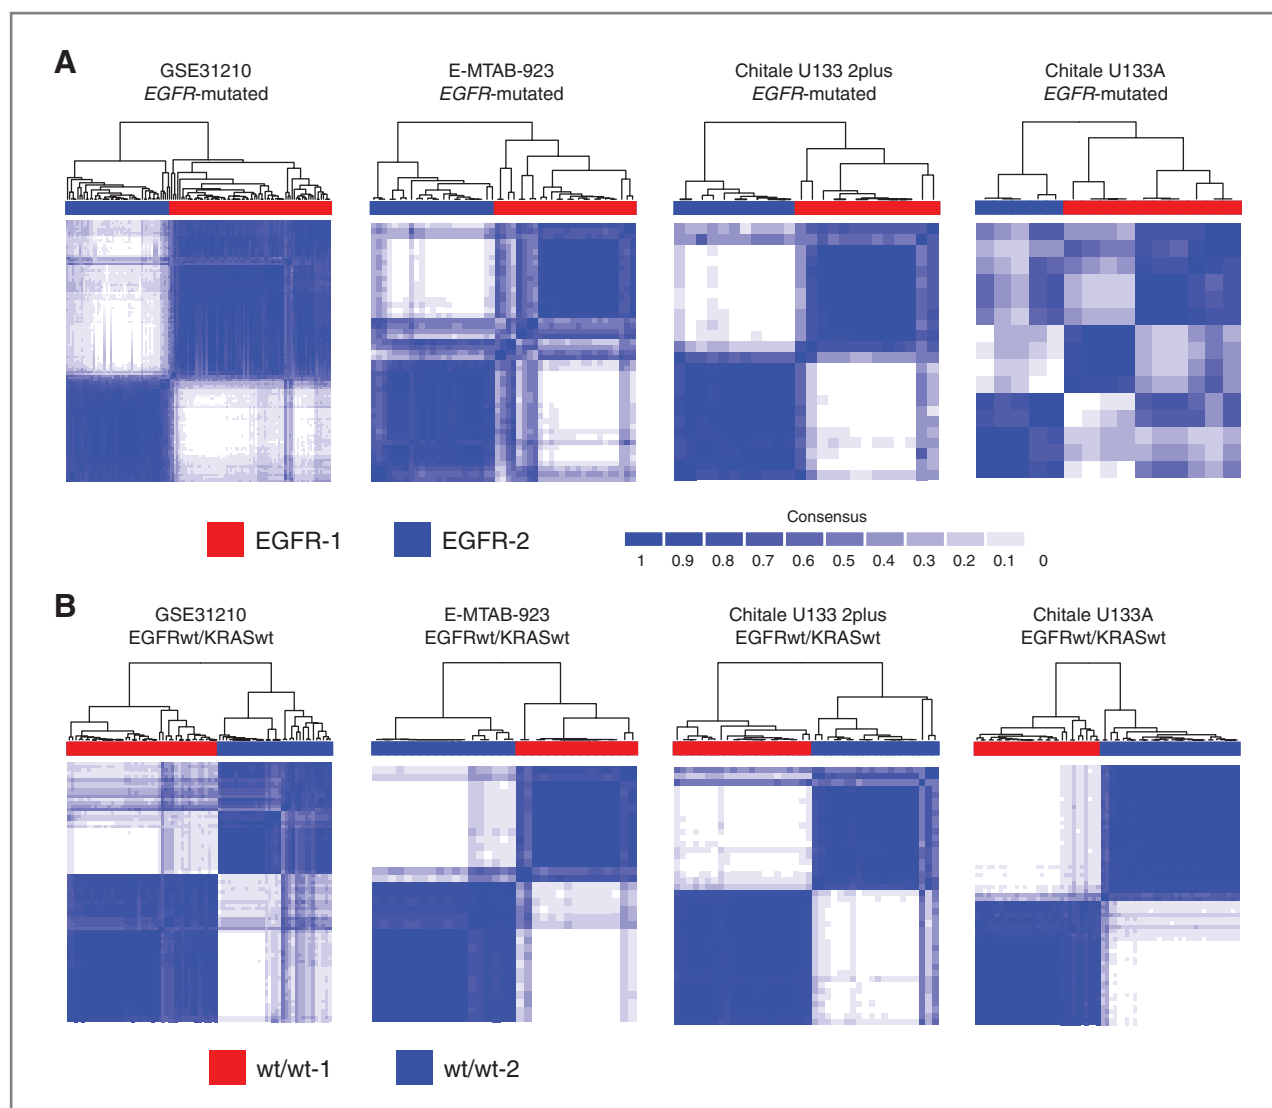 A
GSE31210
EGFR-mutated
E-MTAB-923
EGFR-mutated
Chitale U133 2plus
EGFR-mutated
Chitale U133A
EGFR-mutated
EGFR-1
EGFR-2
Consensus
1 0.9 0.8 0.7 0.6 0.5 0.4 0.3 0.2 0.1 0
B
GSE31210
EGFRwt/KRASwt
E-MTAB-923
EGFRwt/KRASwt
Chitale U133 2plus
EGFRwt/KRASwt
Chitale U133A
EGFRwt/KRASwt
wt/wt-1
wt/wt-2